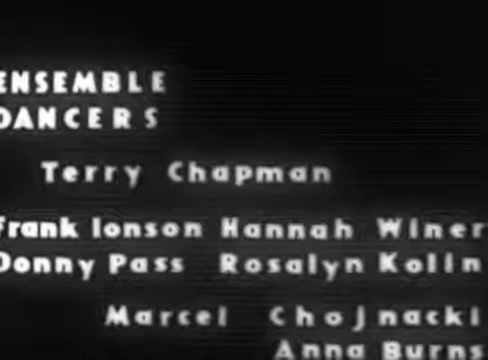 ENSEMBLE
DANCERS
Terry Chapman
Frank Ionson Hannah Winer
Donny Pass Rosalyn Kolin
Marcel Chojnacki
Anna Burns